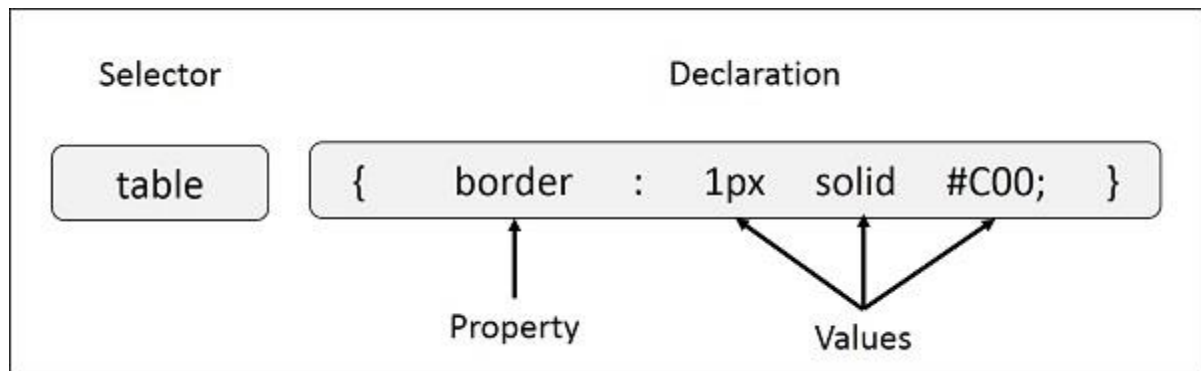 Selector Declaration
table { border : 1px solid #C00; }
Property Values